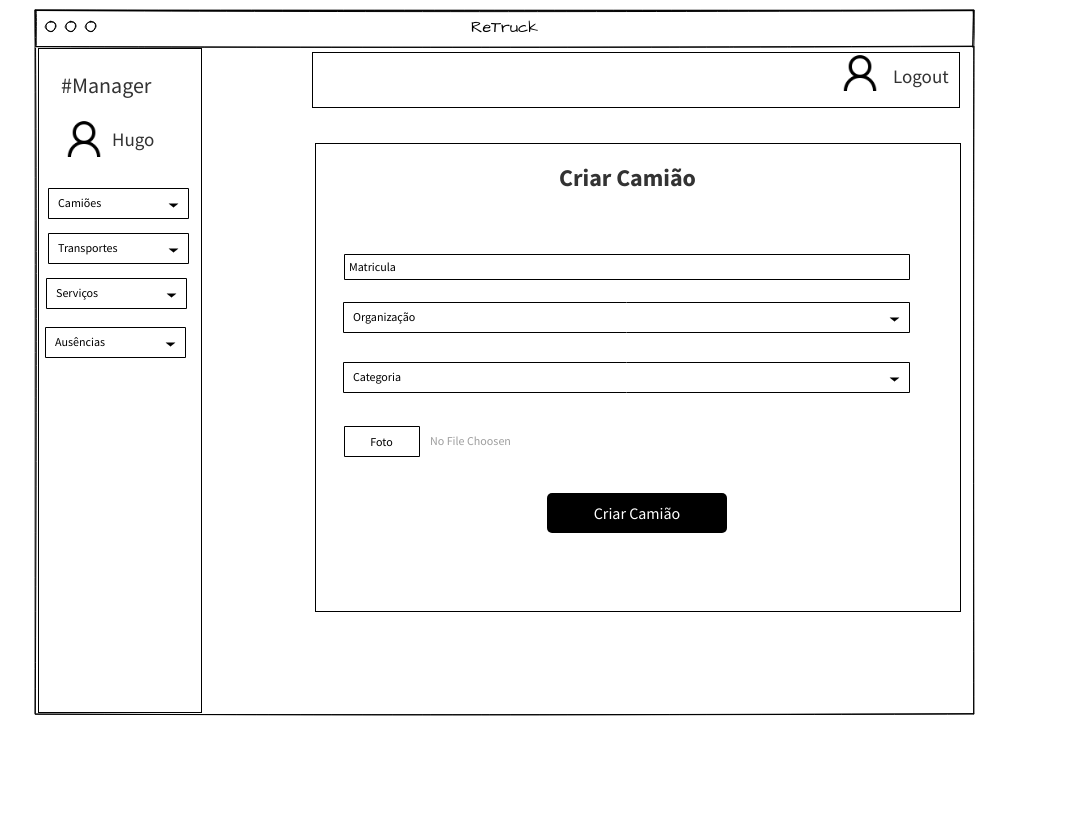 ReTruck
#Manager
Hugo
Camiões
Transportes
Serviços
Ausências
Logout
Criar Camião
Matricula
Organização
Categoria
Foto
No File Choosen
Criar Camião